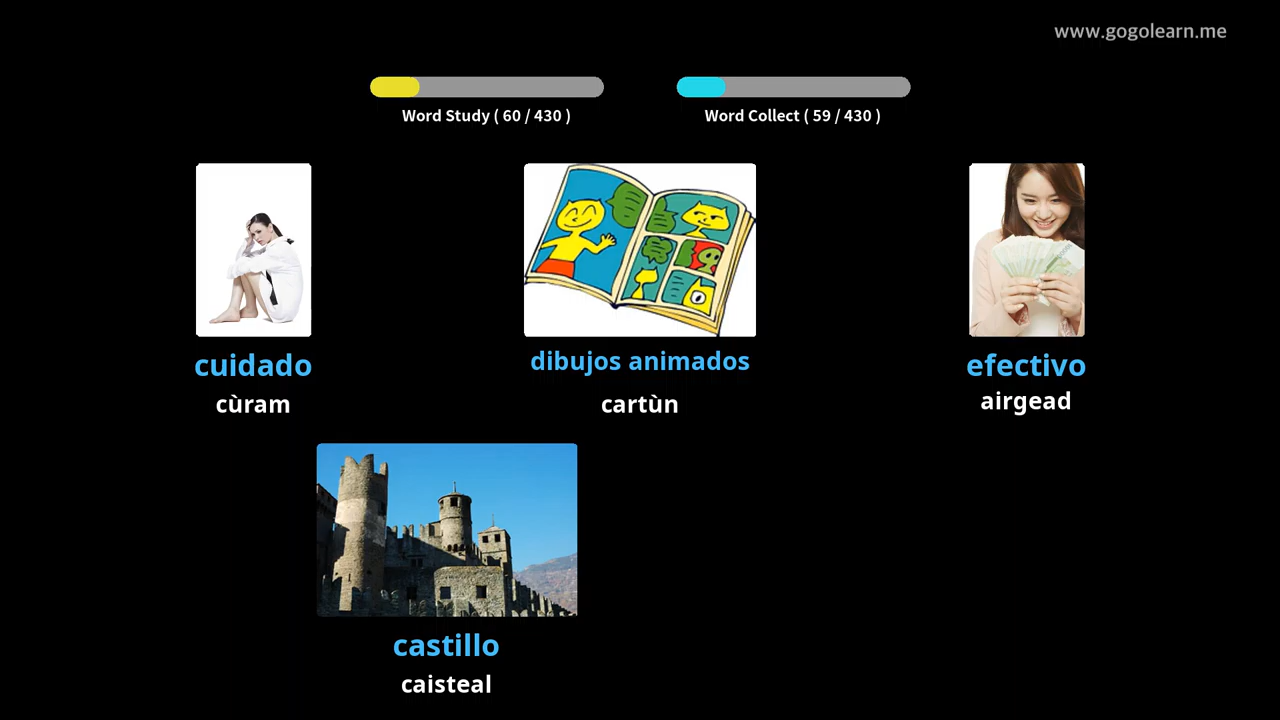 www.gogolearn.me
Word Study ( 60 / 430 )
Word Collect ( 59 / 430 )
cuidado
cùram
dibujos animados
cartùn
efectivo
airgead
castillo
caisteal